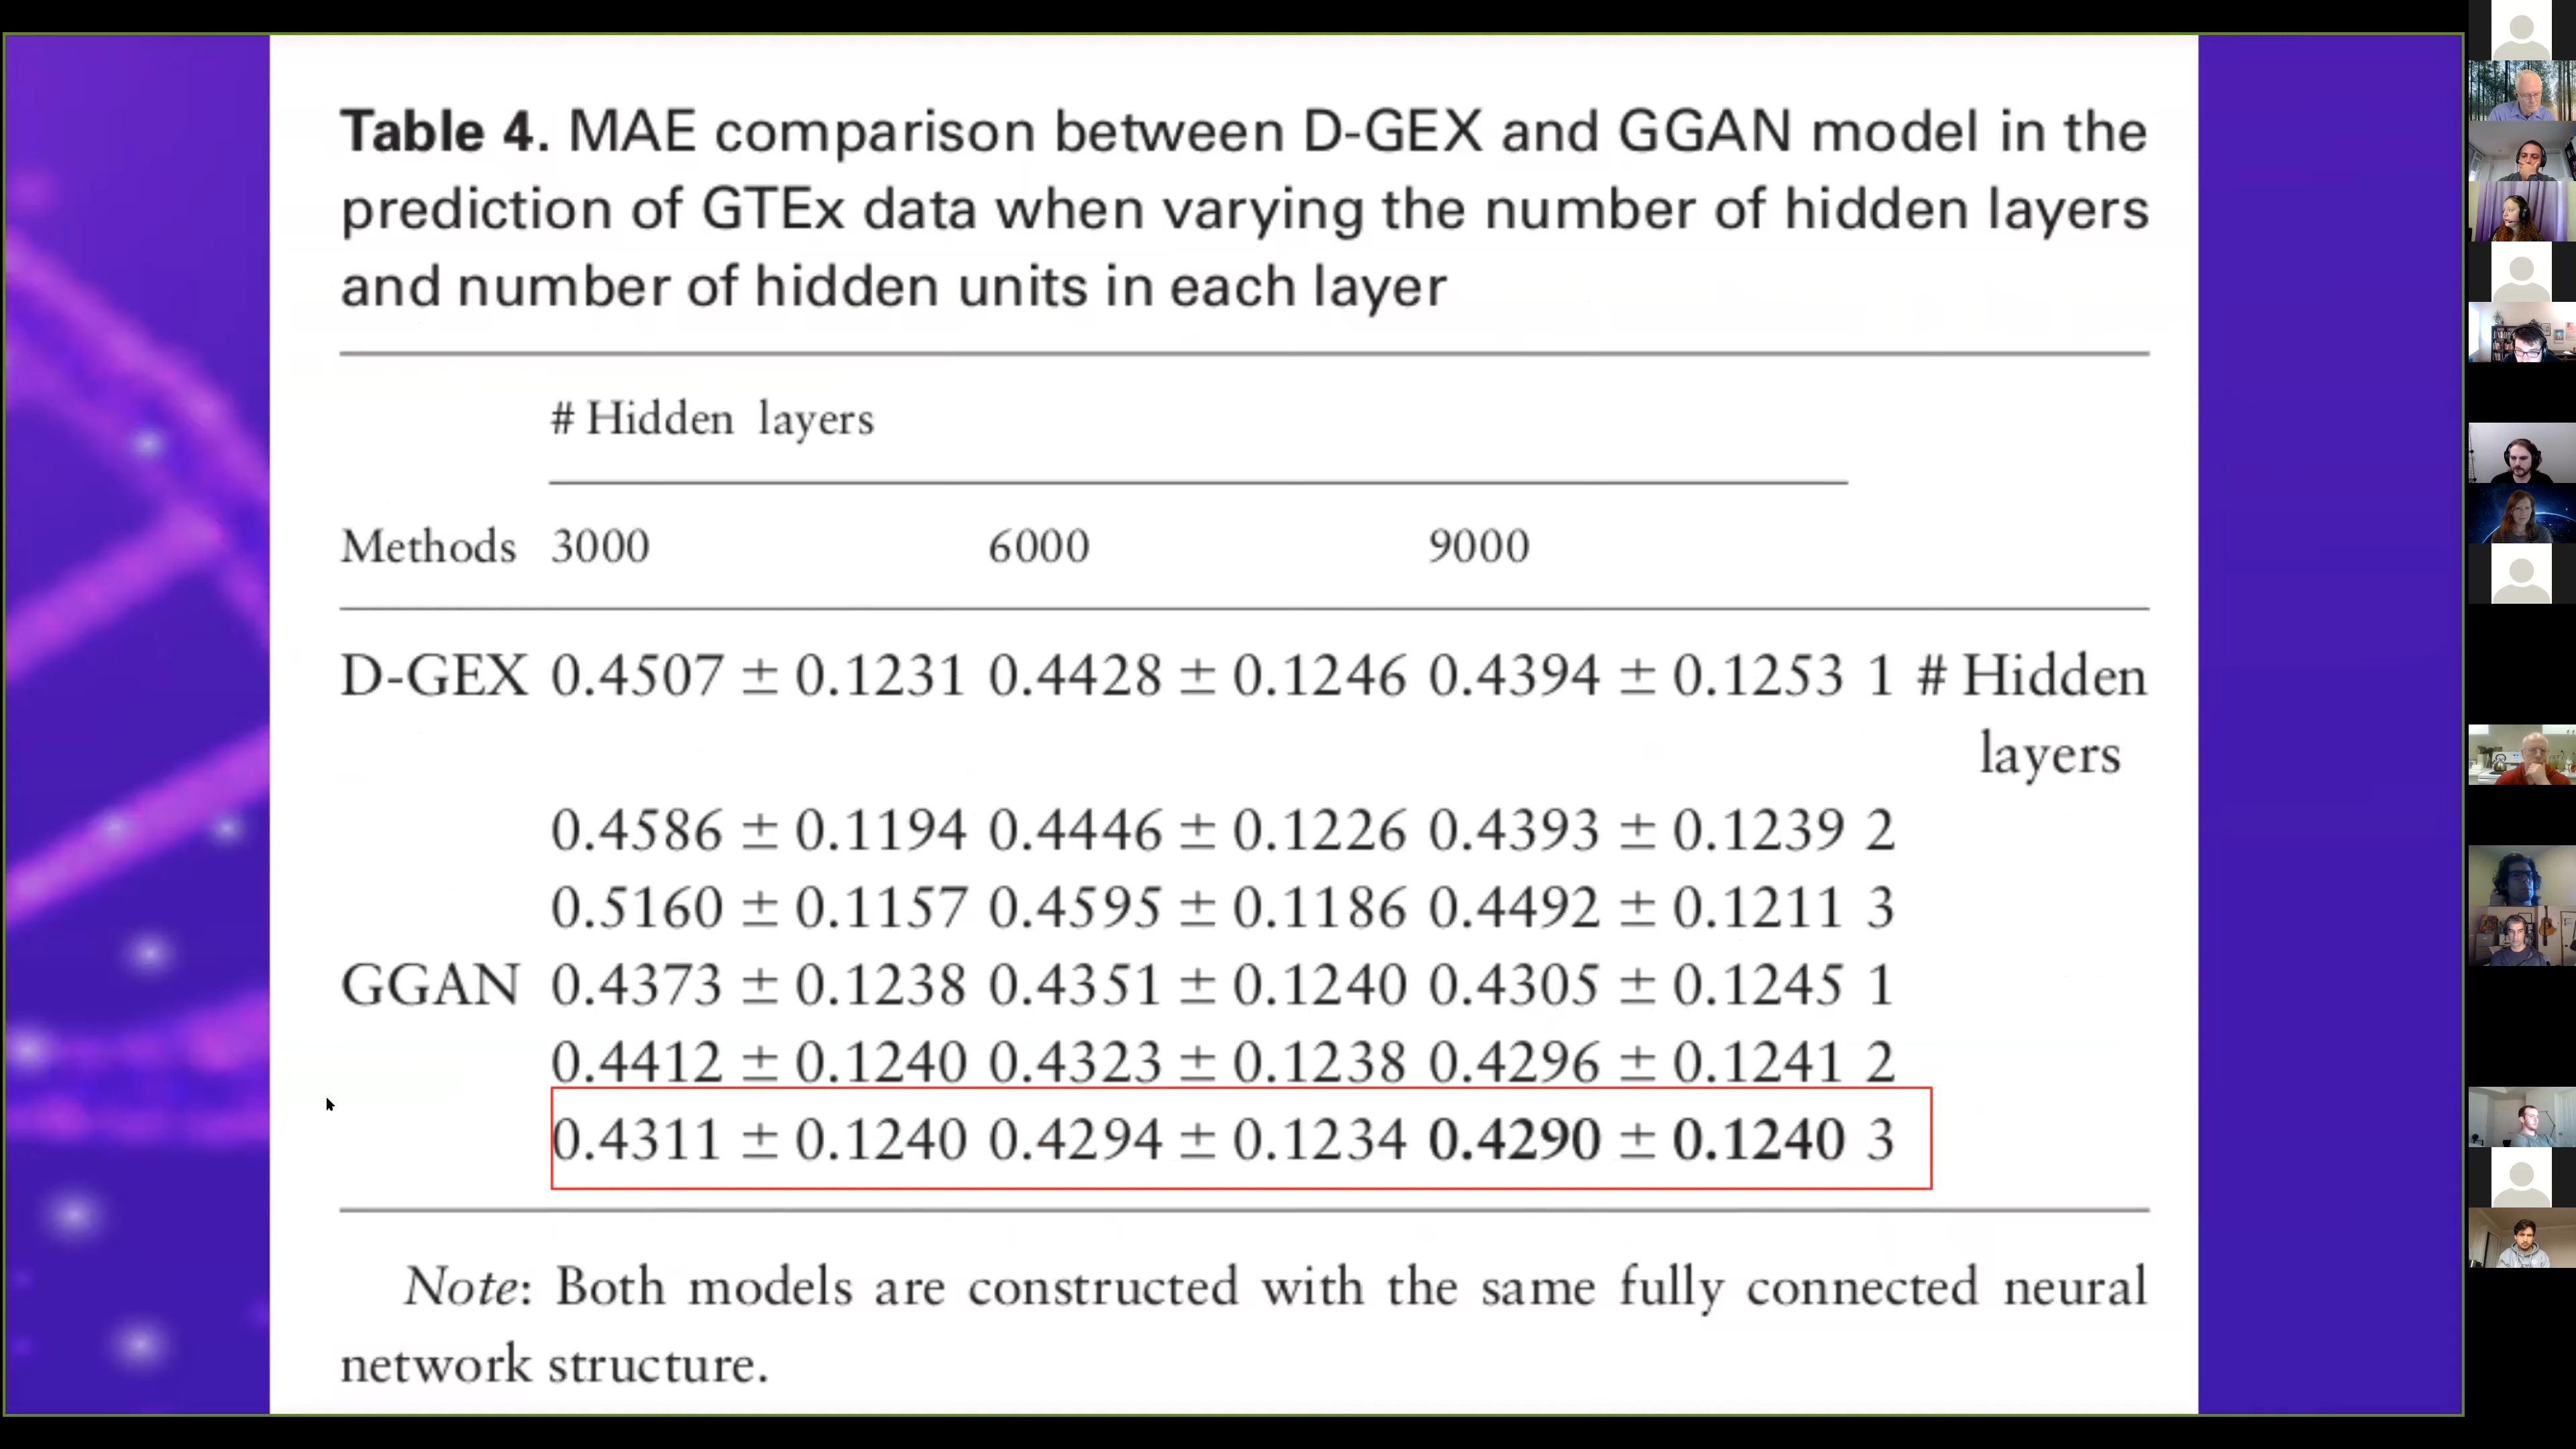 Table 4. MAE comparison between D-GEX and GGAN model in the
prediction of GTEx data when varying the number of hidden layers
and number of hidden units in each layer
# Hidden layers
Methods 3000 6000 9000
D-GEX 0.4507 ± 0.1231 0.4428 ± 0.1246 0.4394 ± 0.1253 1 # Hidden
layers
0.4586 ± 0.1194 0.4446 ± 0.1226 0.4393 ± 0.1239 2
0.5160 ± 0.1157 0.4595 ± 0.1186 0.4492 ± 0.1211 3
GGAN 0.4373 ± 0.1238 0.4351 ± 0.1240 0.4305 ± 0.1245 1
0.4412 ± 0.1240 0.4323 ± 0.1238 0.4296 ± 0.1241 2
0.4311 ± 0.1240 0.4294 ± 0.1234 0.4290 ± 0.1240 3
Note: Both models are constructed with the same fully connected neural
network structure.